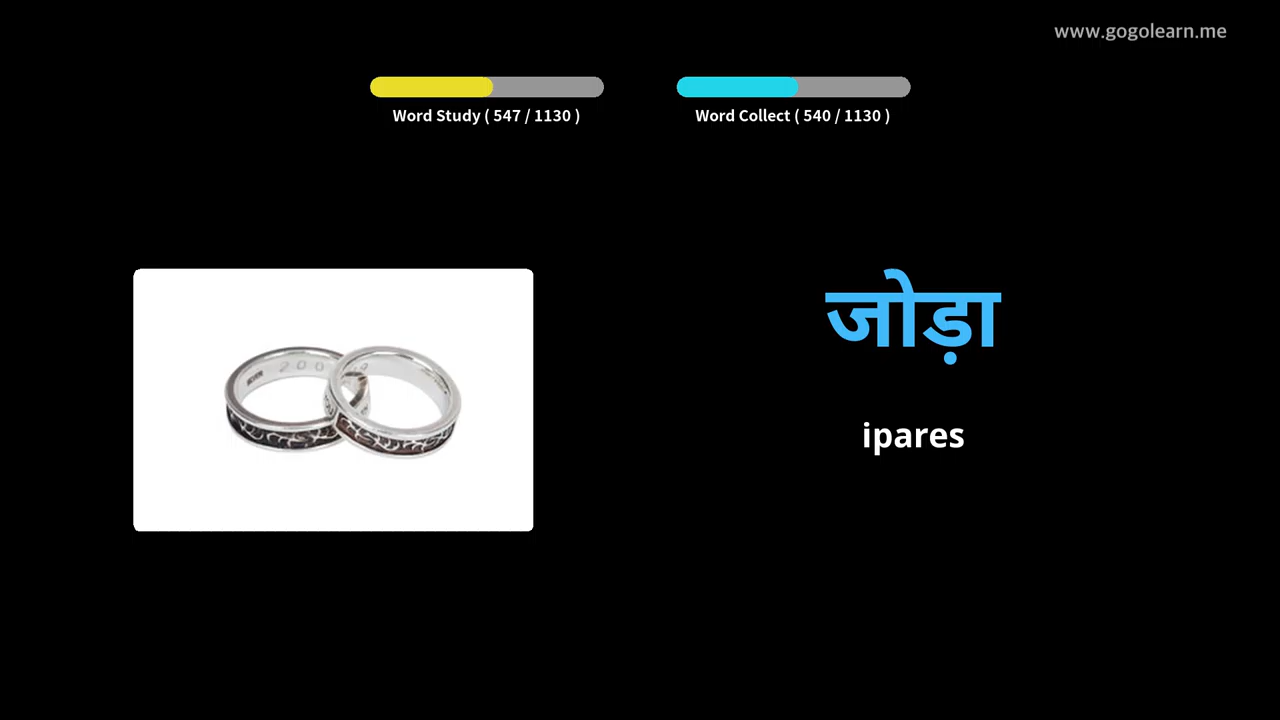 www.gogolearn.me
Word Study ( 547 / 1130 )
Word Collect ( 540 / 1130 )
जोड़ा
ipares